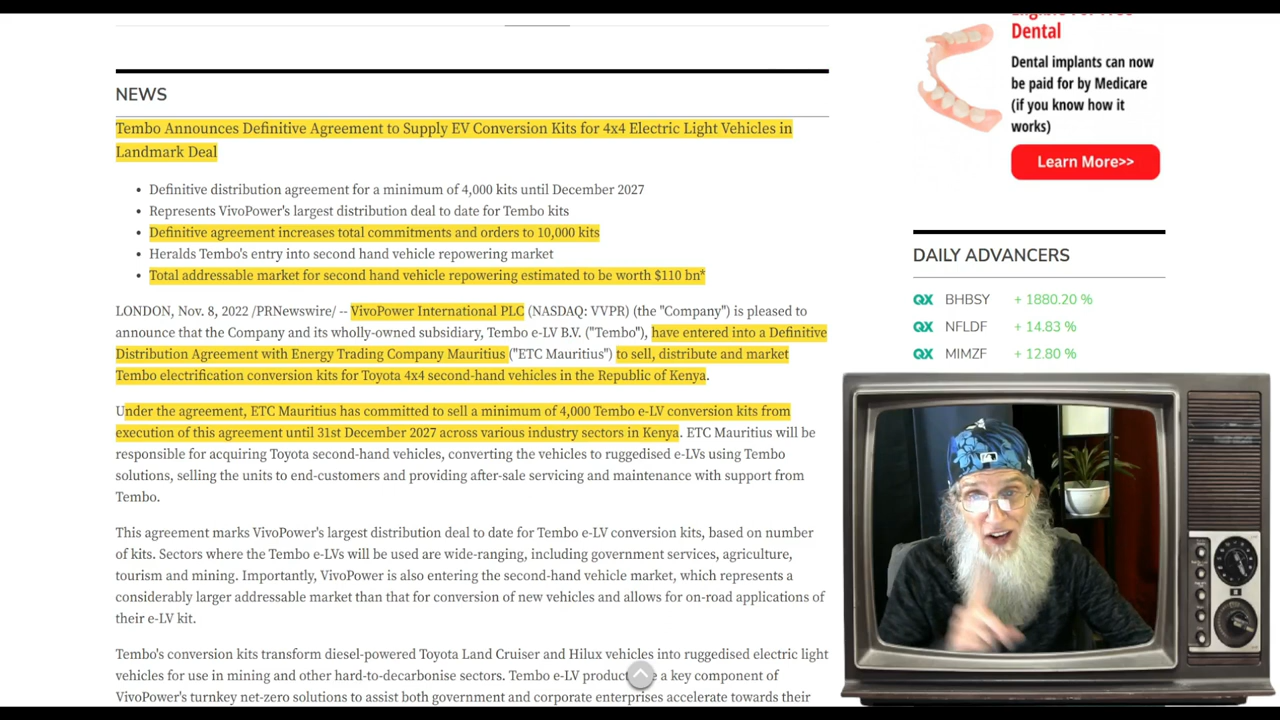 NEWS
Tembo Announces Definitive Agreement to Supply EV Conversion Kits for 4x4 Electric Light Vehicles in
Landmark Deal
• Definitive distribution agreement for a minimum of 4,000 kits until December 2027
• Represents VivoPower's largest distribution deal to date for Tembo kits
• Definitive agreement increases total commitments and orders to 10,000 kits
• Heralds Tembo's entry into second hand vehicle repowering market
• Total addressable market for second hand vehicle repowering estimated to be worth $110 bn*
LONDON, Nov. 8, 2022 /PRNewswire/ -- VivoPower International PLC (NASDAQ: VVPR) (the "Company") is pleased to
announce that the Company and its wholly-owned subsidiary, Tembo e-LV B.V. ("Tembo"), have entered into a Definitive
Distribution Agreement with Energy Trading Company Mauritius ("ETC Mauritius") to sell, distribute and market
Tembo electrification conversion kits for Toyota 4x4 second-hand vehicles in the Republic of Kenya.
Under the agreement, ETC Mauritius has committed to sell a minimum of 4,000 Tembo e-LV conversion kits from
execution of this agreement until 31st December 2027 across various industry sectors in Kenya. ETC Mauritius will be
responsible for acquiring Toyota second-hand vehicles, converting the vehicles to ruggedised e-LVs using Tembo
solutions, selling the units to end-customers and providing after-sale servicing and maintenance with support from
Tembo.
This agreement marks VivoPower's largest distribution deal to date for Tembo e-LV conversion kits, based on number
of kits. Sectors where the Tembo e-LVs will be used are wide-ranging, including government services, agriculture,
tourism and mining. Importantly, VivoPower is also entering the second-hand vehicle market, which represents a
considerably larger addressable market than that for conversion of new vehicles and allows for on-road applications of
their e-LV kit.
Tembo's conversion kits transform diesel-powered Toyota Land Cruiser and Hilux vehicles into ruggedised electric light
vehicles for use in mining and other hard-to-decarbonise sectors. Tembo e-LV product e a key component of
VivoPower's turnkey net-zero solutions to assist both government and corporate enterprises accelerate towards their
Dental
Dental implants can now
be paid for by Medicare
(if you know how it
works)
Learn More>>
DAILY ADVANCERS
QX BHBSY + 1880.20 %
QX NFLDF + 14.83 %
QX MIMZF + 12.80 %